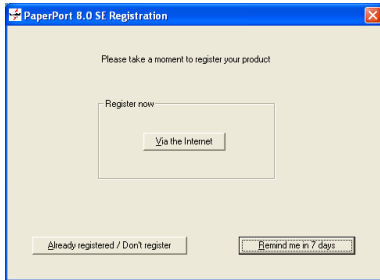 PaperPort 8.0 SE Registration
Please take a moment to register your product
Register now
Via the Internet
Already registered / Don't register
Remind me in 7 days